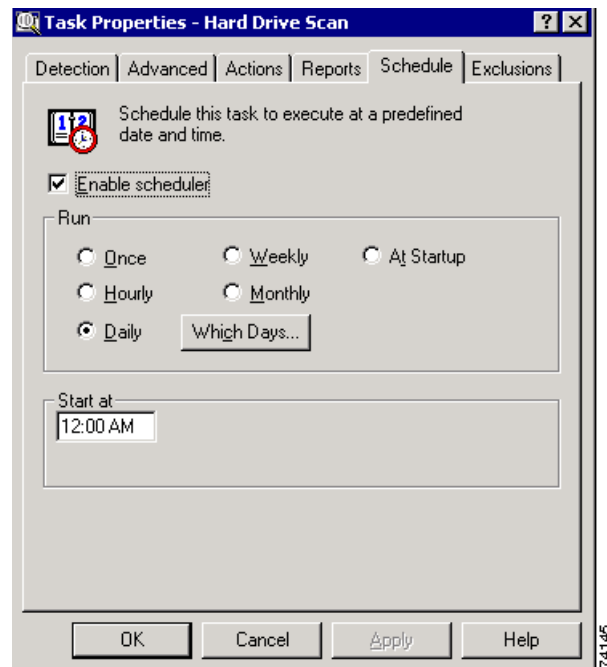 Task Properties - Hard Drive Scan
Detection Advanced Actions Reports Schedule Exclusions
1 2
Schedule this task to execute at a predefined
date and time.
Enable scheduler
Run
Once Weekly At Startup
Hourly Monthly
Daily Which Days...
Start at
12:00 AM
OK Cancel Apply Help